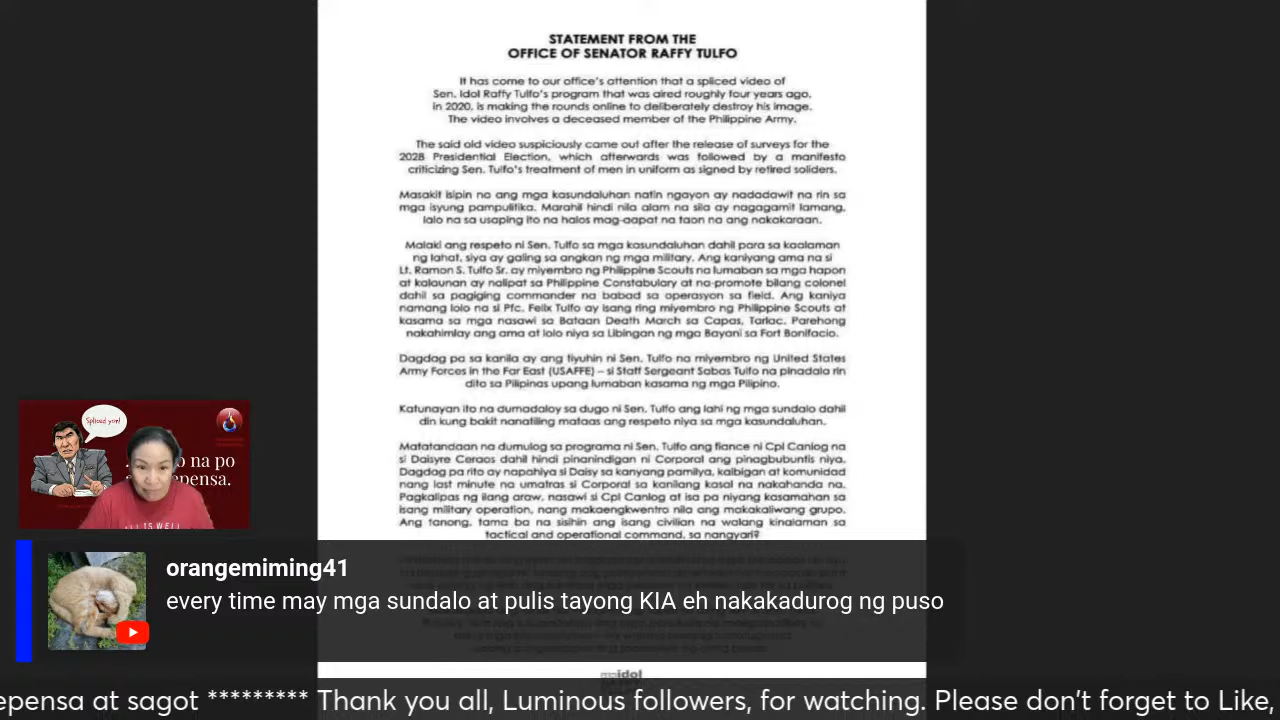 STATEMENT FROM THE
OFFICE OF SENATOR RAFFY TULFO
It has come to our office's attention that a spliced video of
Sen. Idol Raffy Tulfo's program that was aired roughly four years ago,
in 2020, is making the rounds online to deliberately destroy his image.
The video involves a deceased member of the Philippine Army.
The said old video suspiciously came out after the release of surveys for the
2028 Presidential Election, which afterwards was followed by a manifesto
criticizing Sen. Tulfo's treatment of men in uniform as signed by retired soliders.
Masakit isipin na ang mga kasundaluhan natin ngayon ay nadadawit na rin sa
mga isyung pampulitika. Marahil hindi nila alam na sila ay nagagamit lamang,
lalo na sa usaping ito na halos mag-aapat na taon na ang nakakaraan.
Malaki ang respeto ni Sen. Tulfo sa mga kasundaluhan dahil para sa kaalaman
ng lahat, siya ay galing sa angkan ng mga military. Ang kaniyang ama na si
Lt. Ramon S. Tulfo Sr. ay miyembro ng Philippine Scouts na lumaban sa mga hapon
at kalaunan ay nalipat sa Philippine Constabulary at na-promote bilang colonel
dahil sa pagiging commander na babad sa operasyon sa field. Ang kaniya
namang lolo na si Pfc. Felix Tulfo ay isang ring miyembro ng Philippine Scouts at
kasama sa mga nasawi sa Bataan Death March sa Capas, Tarlac. Parehong
nakahimlay ang ama at lolo niya sa Libingan ng mga Bayani sa Fort Bonifacio.
Dagdag pa sa kanila ay ang tiyuhin ni Sen. Tulfo na miyembro ng United States
Army Forces in the Far East (USAFFE) – si Staff Sergeant Sabas Tulfo na pinadala rin
dito sa Pilipinas upang lumaban kasama ng mga Pilipino.
Katunayan ito na dumadaloy sa dugo ni Sen. Tulfo ang lahi ng mga sundalo dahil
din kung bakit nanatiling mataas ang respeto niya sa mga kasundaluhan.
Matatandaan na dumulog sa programa ni Sen. Tulfo ang fiance ni Cpl Canlog na
si Daisyre Ceraos dahil hindi pinanindigan ni Corporal ang pinagbubuntis niya.
Dagdag pa rito ay napahiya si Daisy sa kanyang pamilya, kaibigan at komunidad
nang last minute na umatras si Corporal sa kanilang kasal na nakahanda na.
Pagkalipas ng ilang araw, nasawi si Cpl Canlog at isa pa niyang kasamahan sa
isang military operation, nang makaengkwentro nila ang makakaliwang grupo.
Ang tanong, tama ba na sisihin ang isang civilian na walang kinalaman sa
tactical and operational command, sa nangyari?
Spliced yarn!
na po
depensa.
ALL IS WELL
orangemiming41
every time may mga sundalo at pulis tayong KIA eh nakakadurog ng puso
idol
epensa at sagot ********* Thank you all, Luminous followers, for watching. Please don't forget to Like,